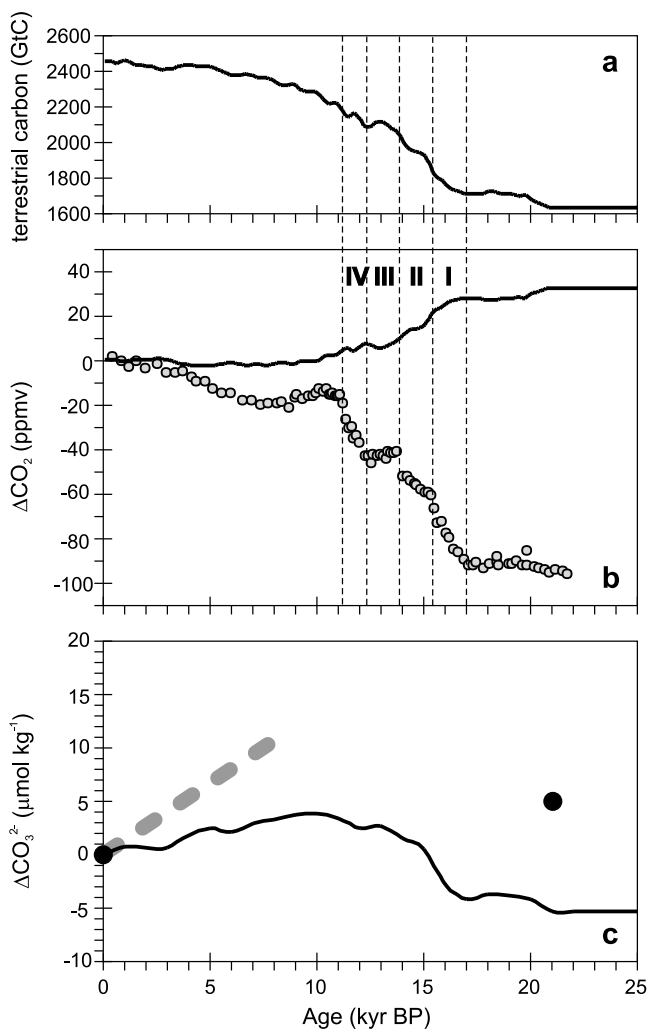 2600
2400
2200
2000
1800
1600
terrestrial carbon (GtC)
a
40
20
0
-20
-40
-60
-80
-100
ΔCO₂ (ppmv)
IV III II I
b
20
15
10
5
0
-5
-10
ΔCO₃²⁻ (μmol kg⁻¹)
c
0 5 10 15 20 25
Age (kyr BP)